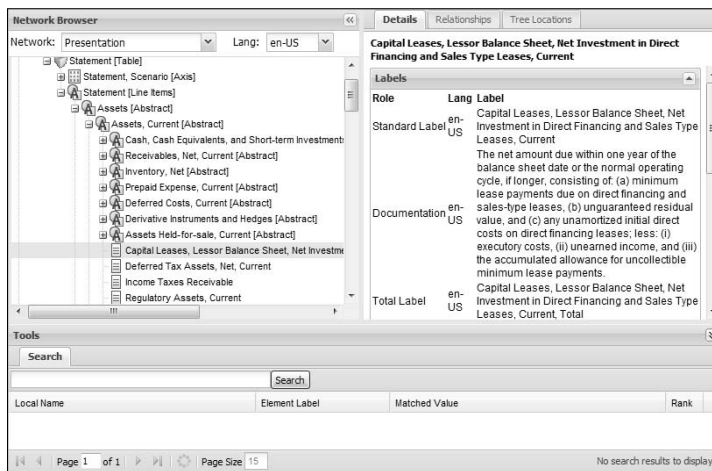 Network Browser
Network: Presentation Lang: en-US
Statement [Table]
Statement, Scenario [Axis]
Statement [Line Items]
Assets [Abstract]
Assets, Current [Abstract]
Cash, Cash Equivalents, and Short-term Investments
Receivables, Net, Current [Abstract]
Inventory, Net [Abstract]
Prepaid Expense, Current [Abstract]
Deferred Costs, Current [Abstract]
Derivative Instruments and Hedges [Abstract]
Assets Held-for-sale, Current [Abstract]
Capital Leases, Lessor Balance Sheet, Net Investme
Deferred Tax Assets, Net, Current
Income Taxes Receivable
Regulatory Assets, Current
Details Relationships Tree Locations
Capital Leases, Lessor Balance Sheet, Net Investment in Direct
Financing and Sales Type Leases, Current
Labels
Role Lang Label
Standard Label en-US Capital Leases, Lessor Balance Sheet, Net
Investment in Direct Financing and Sales Type
Leases, Current
The net amount due within one year of the
balance sheet date or the normal operating
cycle, if longer, consisting of: (a) minimum
lease payments due on direct financing and
sales-type leases, (b) unguaranteed residual
Documentation en-US value, and (c) any unamortized initial direct
costs on direct financing leases; less: (i)
executory costs, (ii) unearned income, and (iii)
the accumulated allowance for uncollectible
minimum lease payments.
Total Label en-US Capital Leases, Lessor Balance Sheet, Net
Investment in Direct Financing and Sales Type
Leases, Current, Total
Tools
Search
Search
Local Name Element Label Matched Value Rank
Page 1 of 1 Page Size 15 No search results to display